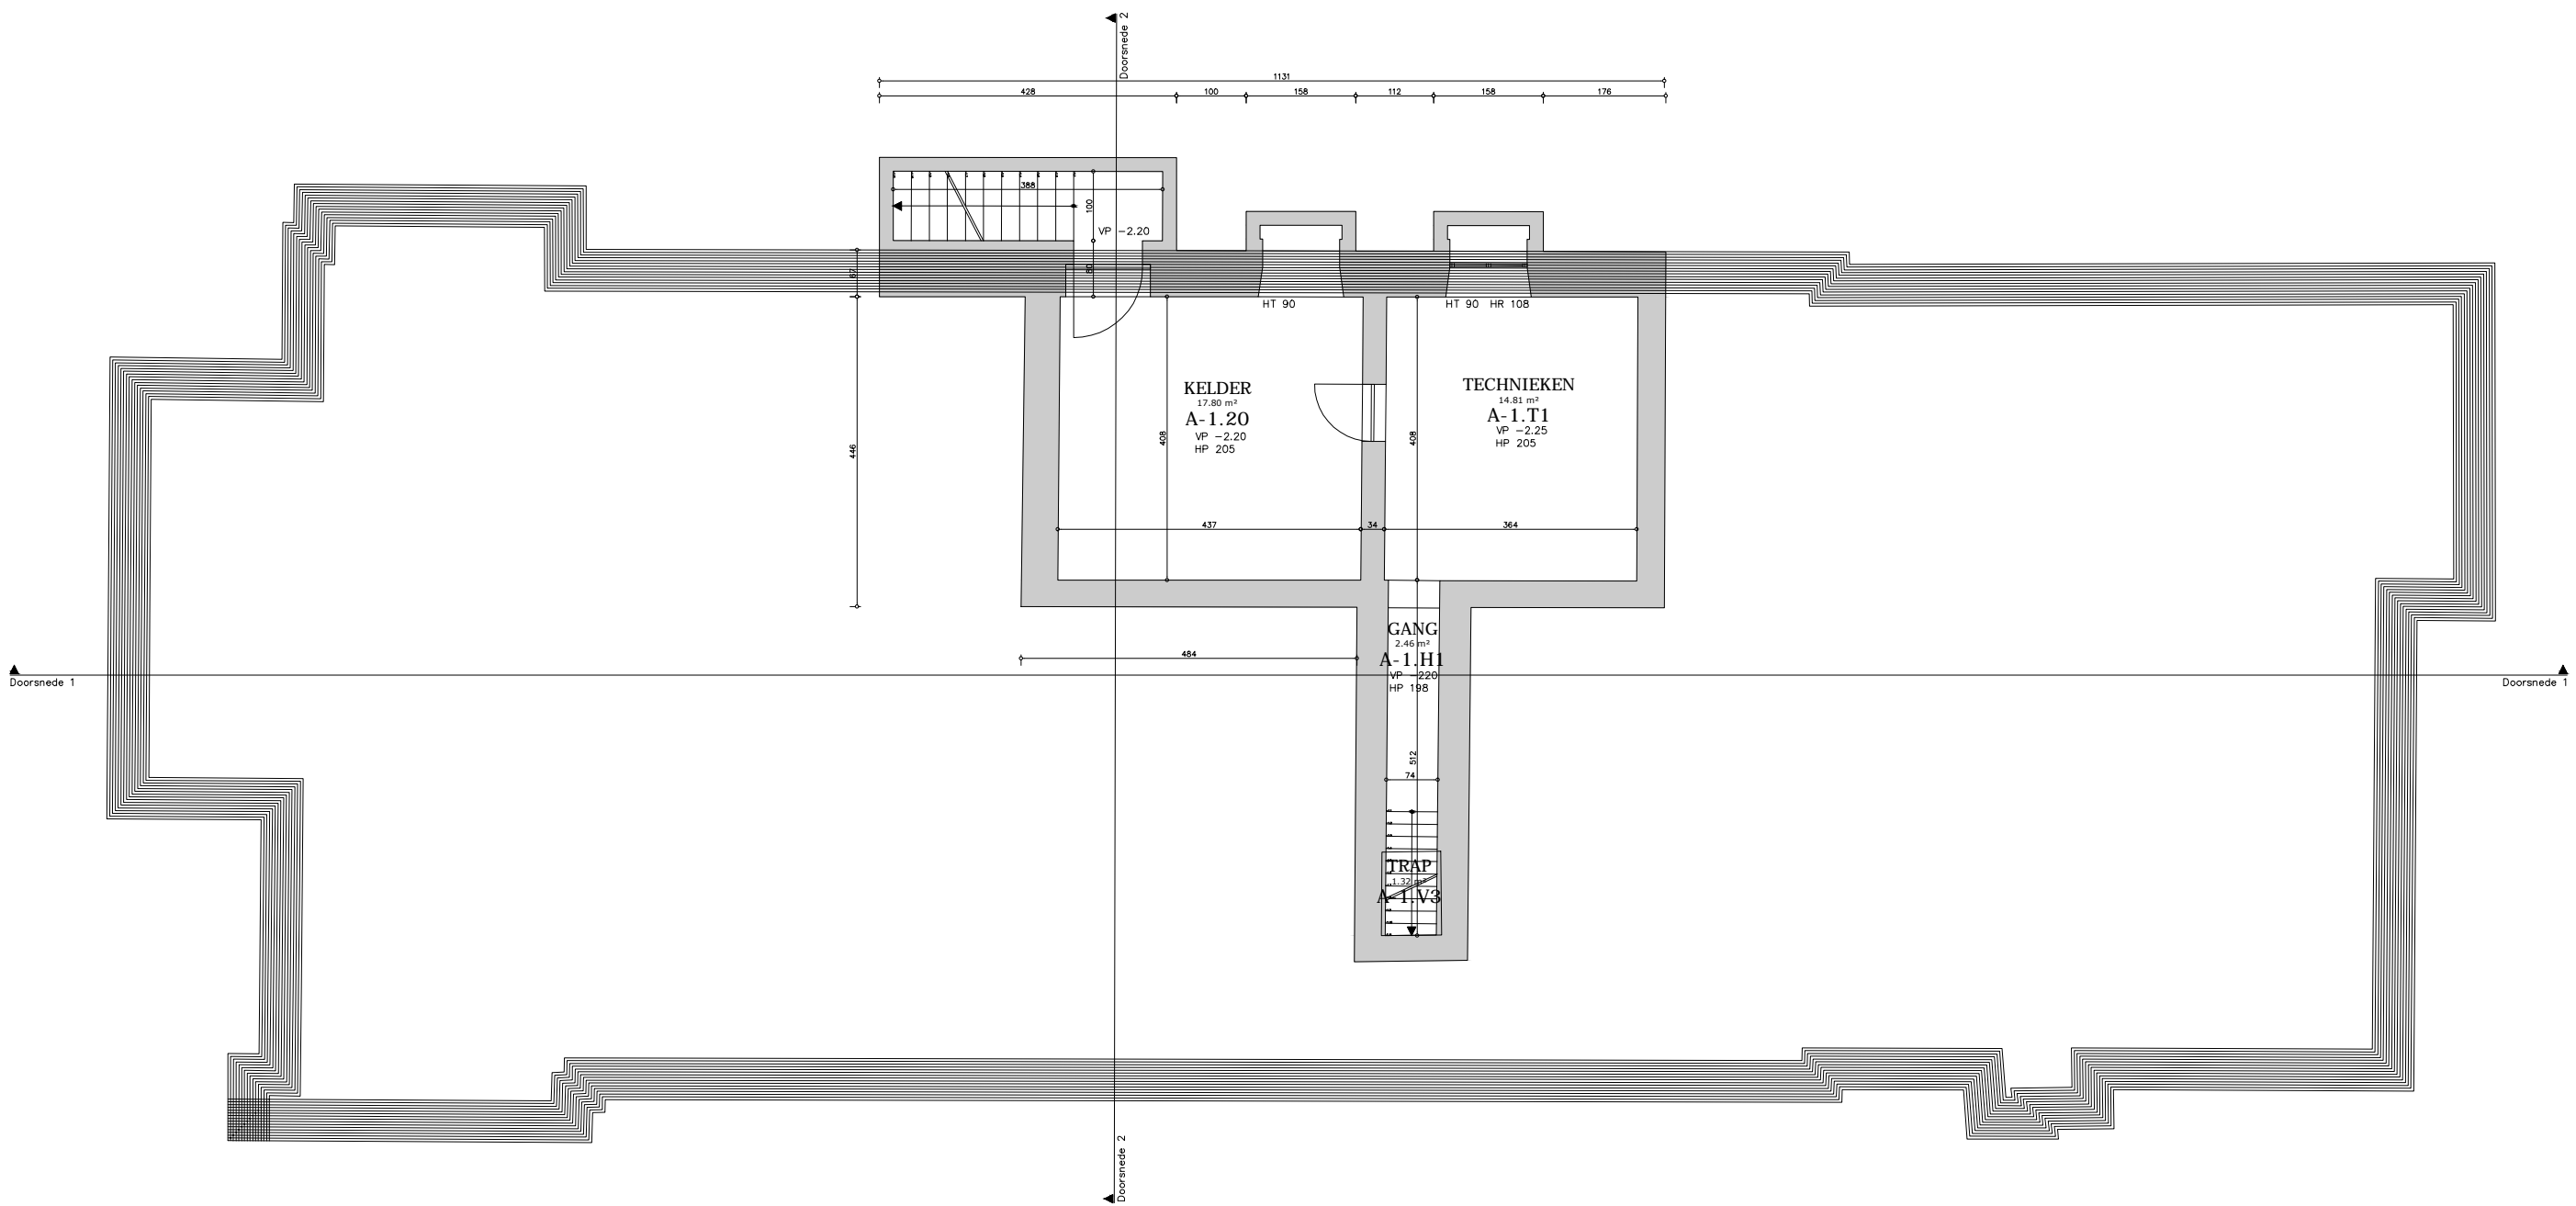 Doorsnede 2
1131
428
100
158
112
158
176
388
100
VP -2.20
80
67
HT 90
HT 90
HR 108
KELDER
17.80 m²
A-1.20
VP -2.20
HP 205
TECHNIEKEN
14.81 m²
A-1.T1
VP -2.25
HP 205
446
408
408
437
34
364
GANG
2.46 m²
A-1.H1
VP -220
HP 198
484
Doorsnede 1
Doorsnede 1
512
74
TRAP
1.32 m²
A-1.V3
Doorsnede 2